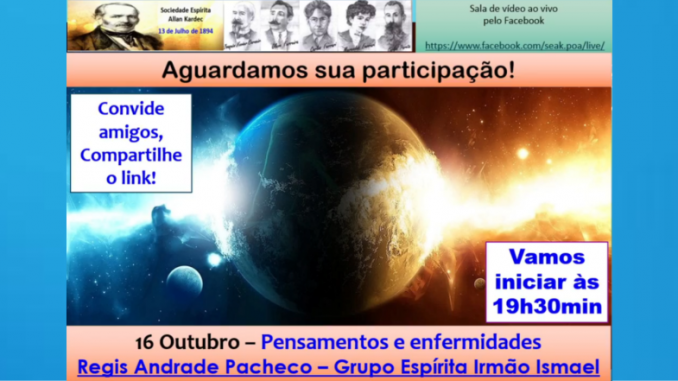 Sociedade Espírita
Allan Kardec
13 de Julho de 1894
Sala de vídeo ao vivo
pelo Facebook
https://www.facebook.com/seak.poa/live/
Aguardamos sua participação!
Convide
amigos,
Compartilhe
o link!
Vamos
iniciar às
19h30min
16 Outubro – Pensamentos e enfermidades
Regis Andrade Pacheco – Grupo Espírita Irmão Ismael